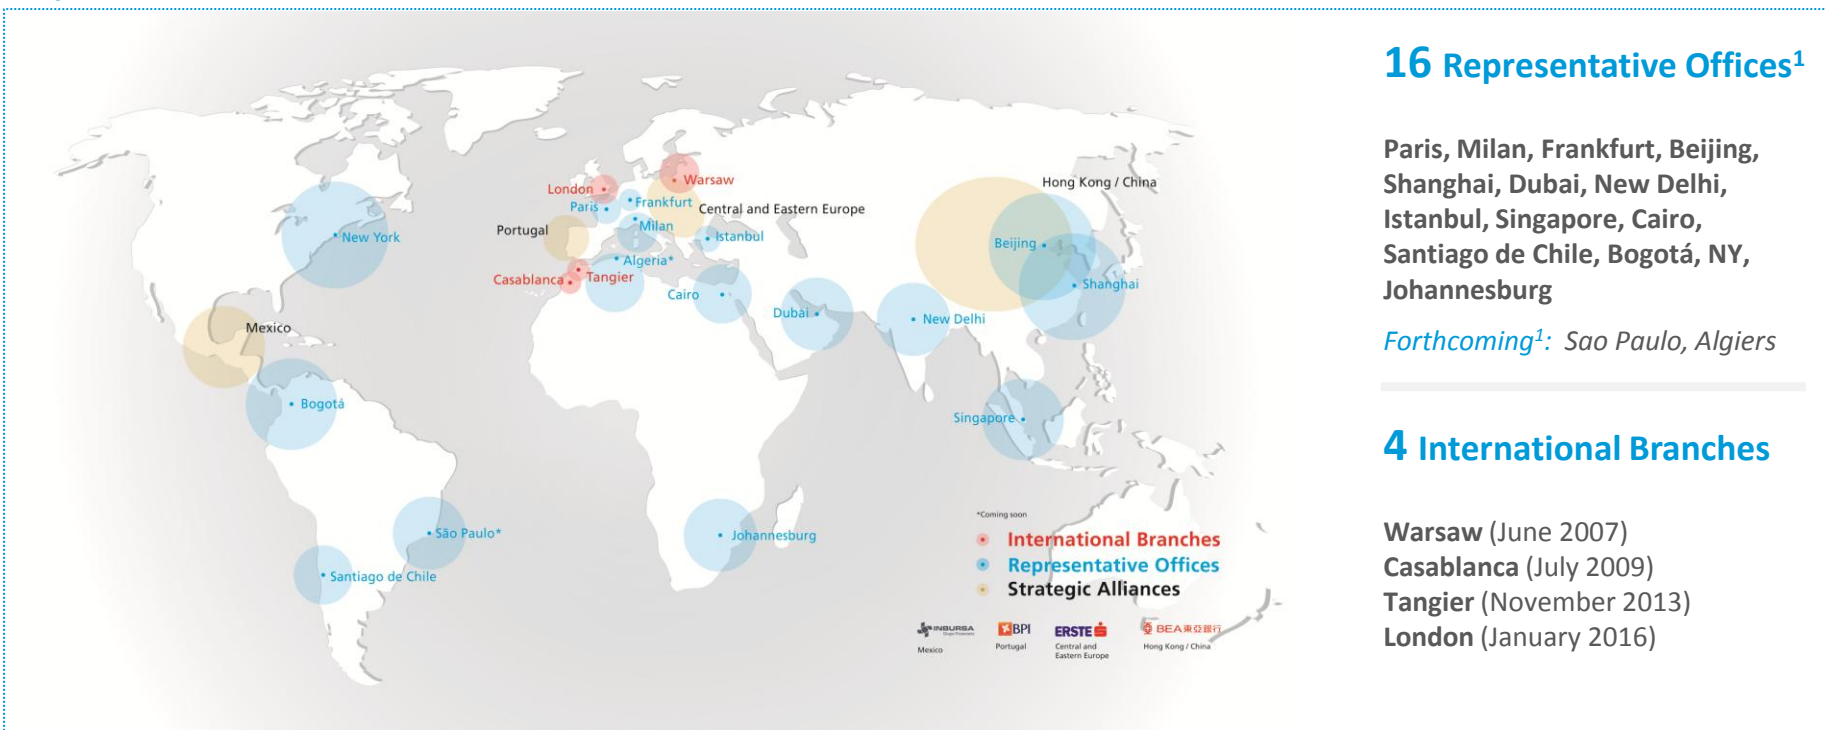 London
Warsaw
Paris
Frankfurt
Central and Eastern Europe
Portugal
Milan
Istanbul
New York
Algeria*
Casablanca
Tangier
Cairo
Dubai
New Delhi
Hong Kong / China
Beijing
Shanghai
Mexico
Bogotá
Singapore
São Paulo*
Santiago de Chile
Johannesburg
*Coming soon
International Branches
Representative Offices
Strategic Alliances
INBURSA
Grupo Financiero
Mexico
BPI
Portugal
ERSTE
Central and
Eastern Europe
BEA東亞銀行
Hong Kong / China
16 Representative Offices¹
Paris, Milan, Frankfurt, Beijing,
Shanghai, Dubai, New Delhi,
Istanbul, Singapore, Cairo,
Santiago de Chile, Bogotá, NY,
Johannesburg
Forthcoming¹: Sao Paulo, Algiers
4 International Branches
Warsaw (June 2007)
Casablanca (July 2009)
Tangier (November 2013)
London (January 2016)